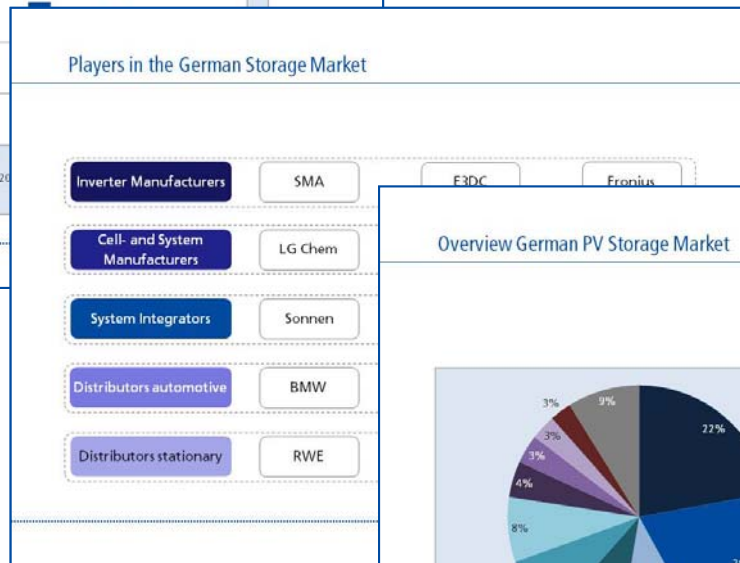 Players in the German Storage Market
Inverter Manufacturers
SMA
E3DC
Fronius
Cell- and System
Manufacturers
LG Chem
System Integrators
Sonnen
Distributors automotive
BMW
Distributors stationary
RWE
Overview German PV Storage Market
3%
9%
22%
3%
3%
4%
8%